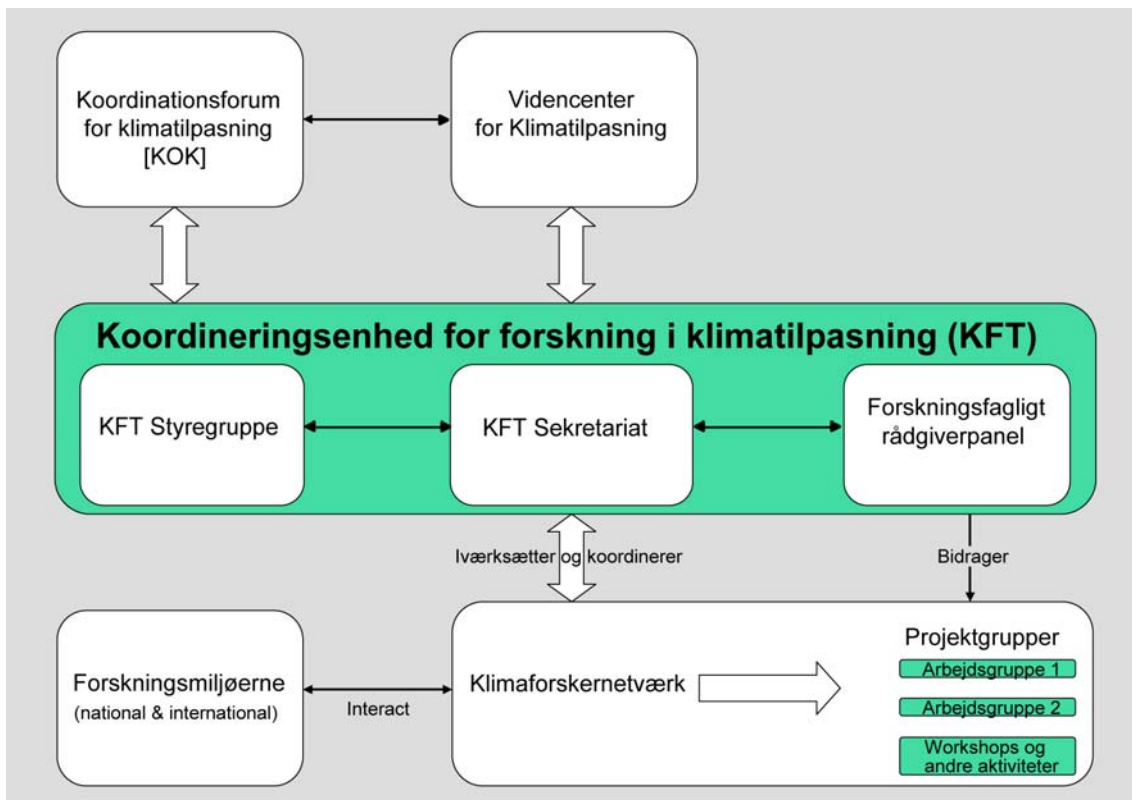 Koordinationsforum
for klimatilpasning
[KOK]
Videncenter
for Klimatilpasning
Koordineringsenhed for forskning i klimatilpasning (KFT)
KFT Styregruppe
KFT Sekretariat
Forskningsfagligt
rådgiverpanel
Iværksætter og koordinerer
Bidrager
Forskningsmiljøerne
(national & international)
Interact
Klimaforskernetværk
Projektgrupper
Arbejdsgruppe 1
Arbejdsgruppe 2
Workshops og
andre aktiviteter